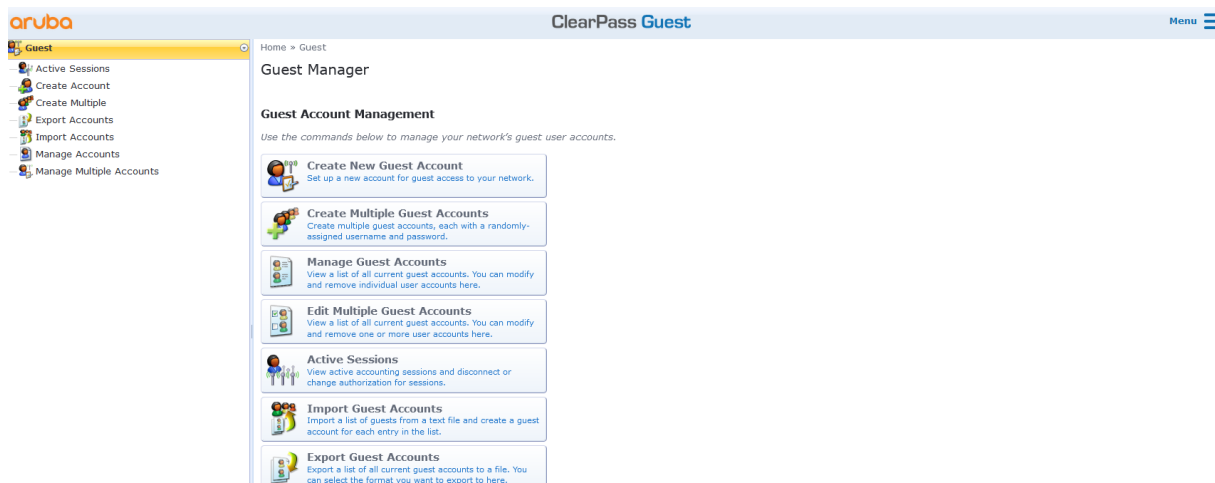 aruba
ClearPass Guest
Menu
Guest
Active Sessions
Create Account
Create Multiple
Export Accounts
Import Accounts
Manage Accounts
Manage Multiple Accounts
Home » Guest
Guest Manager
Guest Account Management
Use the commands below to manage your network's guest user accounts.
Create New Guest Account
Set up a new account for guest access to your network.
Create Multiple Guest Accounts
Create multiple guest accounts, each with a randomly-
assigned username and password.
Manage Guest Accounts
View a list of all current guest accounts. You can modify
and remove individual user accounts here.
Edit Multiple Guest Accounts
View a list of all current guest accounts. You can modify
and remove one or more user accounts here.
Active Sessions
View active accounting sessions and disconnect or
change authorization for sessions.
Import Guest Accounts
Import a list of guests from a text file and create a guest
account for each entry in the list.
Export Guest Accounts
Export a list of all current guest accounts to a file. You
can select the format you want to export to here.